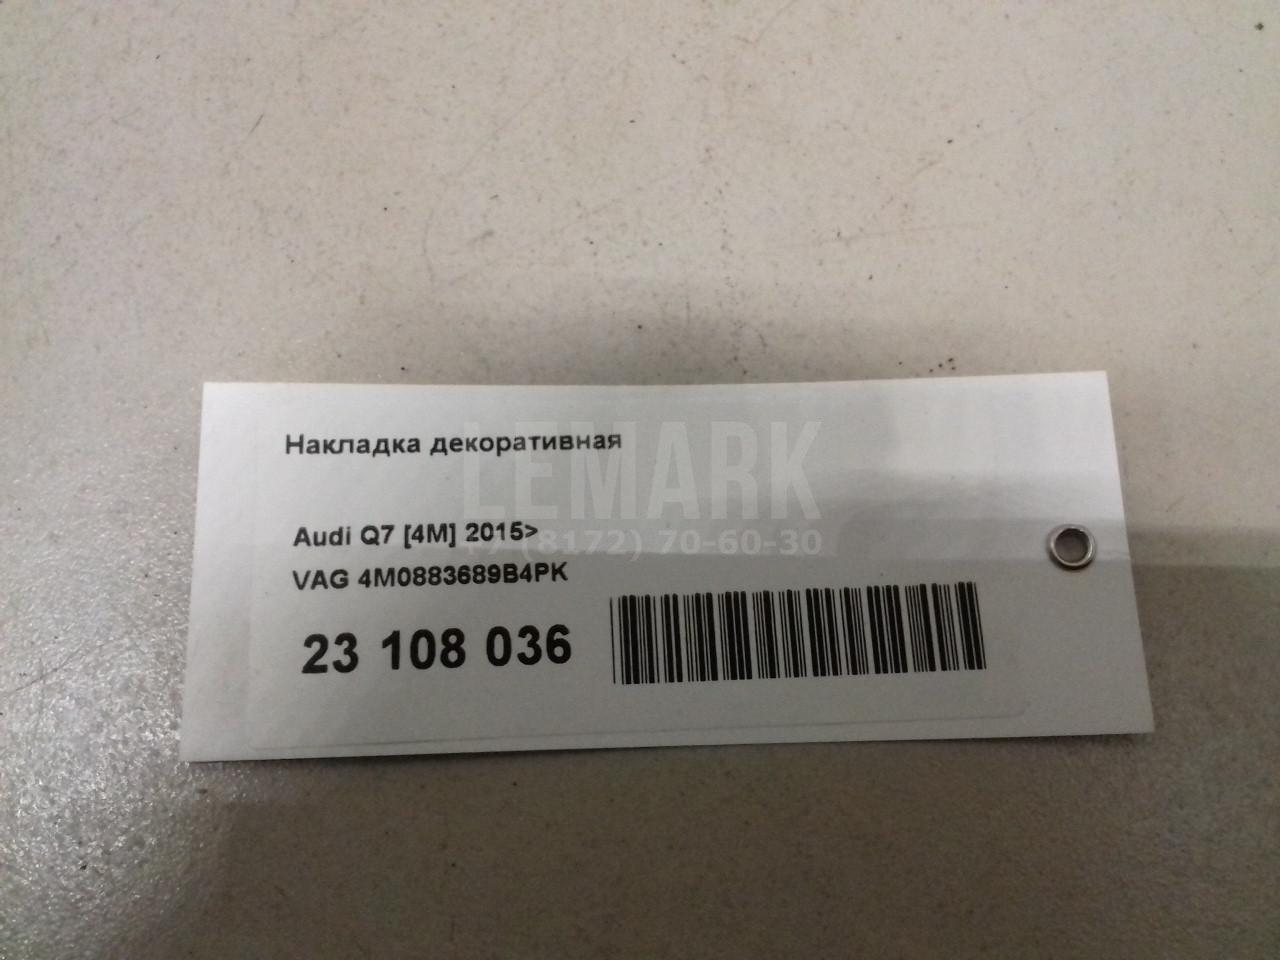 Накладка декоративная
LEMARK
Audi Q7 [4M] 2015>
+7 (8172) 70-60-30
VAG 4M0883689B4PK
23 108 036